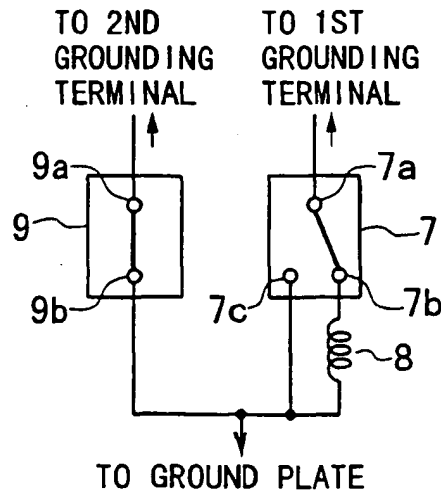 TO 2ND
GROUNDING
TERMINAL
TO 1ST
GROUNDING
TERMINAL
9a
7a
9
7
9b
7c
7b
8
TO GROUND PLATE